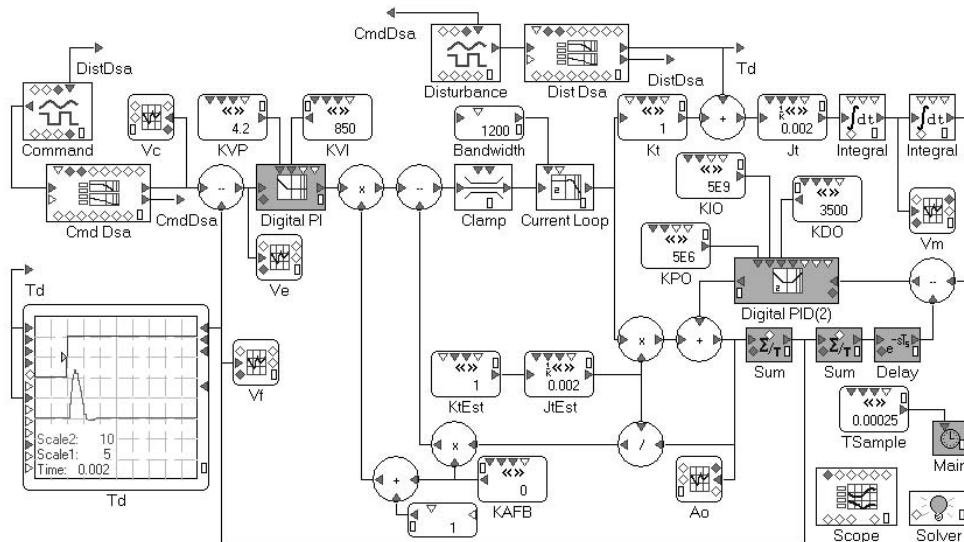 CmdDsa
DistDsa
Td
DistDsa
Disturbance
Dist Dsa
Command
Vc
4.2
KVP
850
KVI
1200
Bandwidth
1
Kt
0.002
Jt
∫dt
Integral
∫dt
Integral
Cmd Dsa
CmdDsa
Digital PI
Clamp
Current Loop
5E9
KIO
3500
KDO
Vm
Ve
5E6
KPO
Digital PID(2)
Td
Σ/T
Sum
Σ/T
Sum
e-sTs
Delay
Vf
1
KtEst
0.002
JtEst
0.00025
TSample
Main
Scale2: 10
Scale1: 5
Time: 0.002
Td
0
KAFB
1
Ao
Scope
Solver